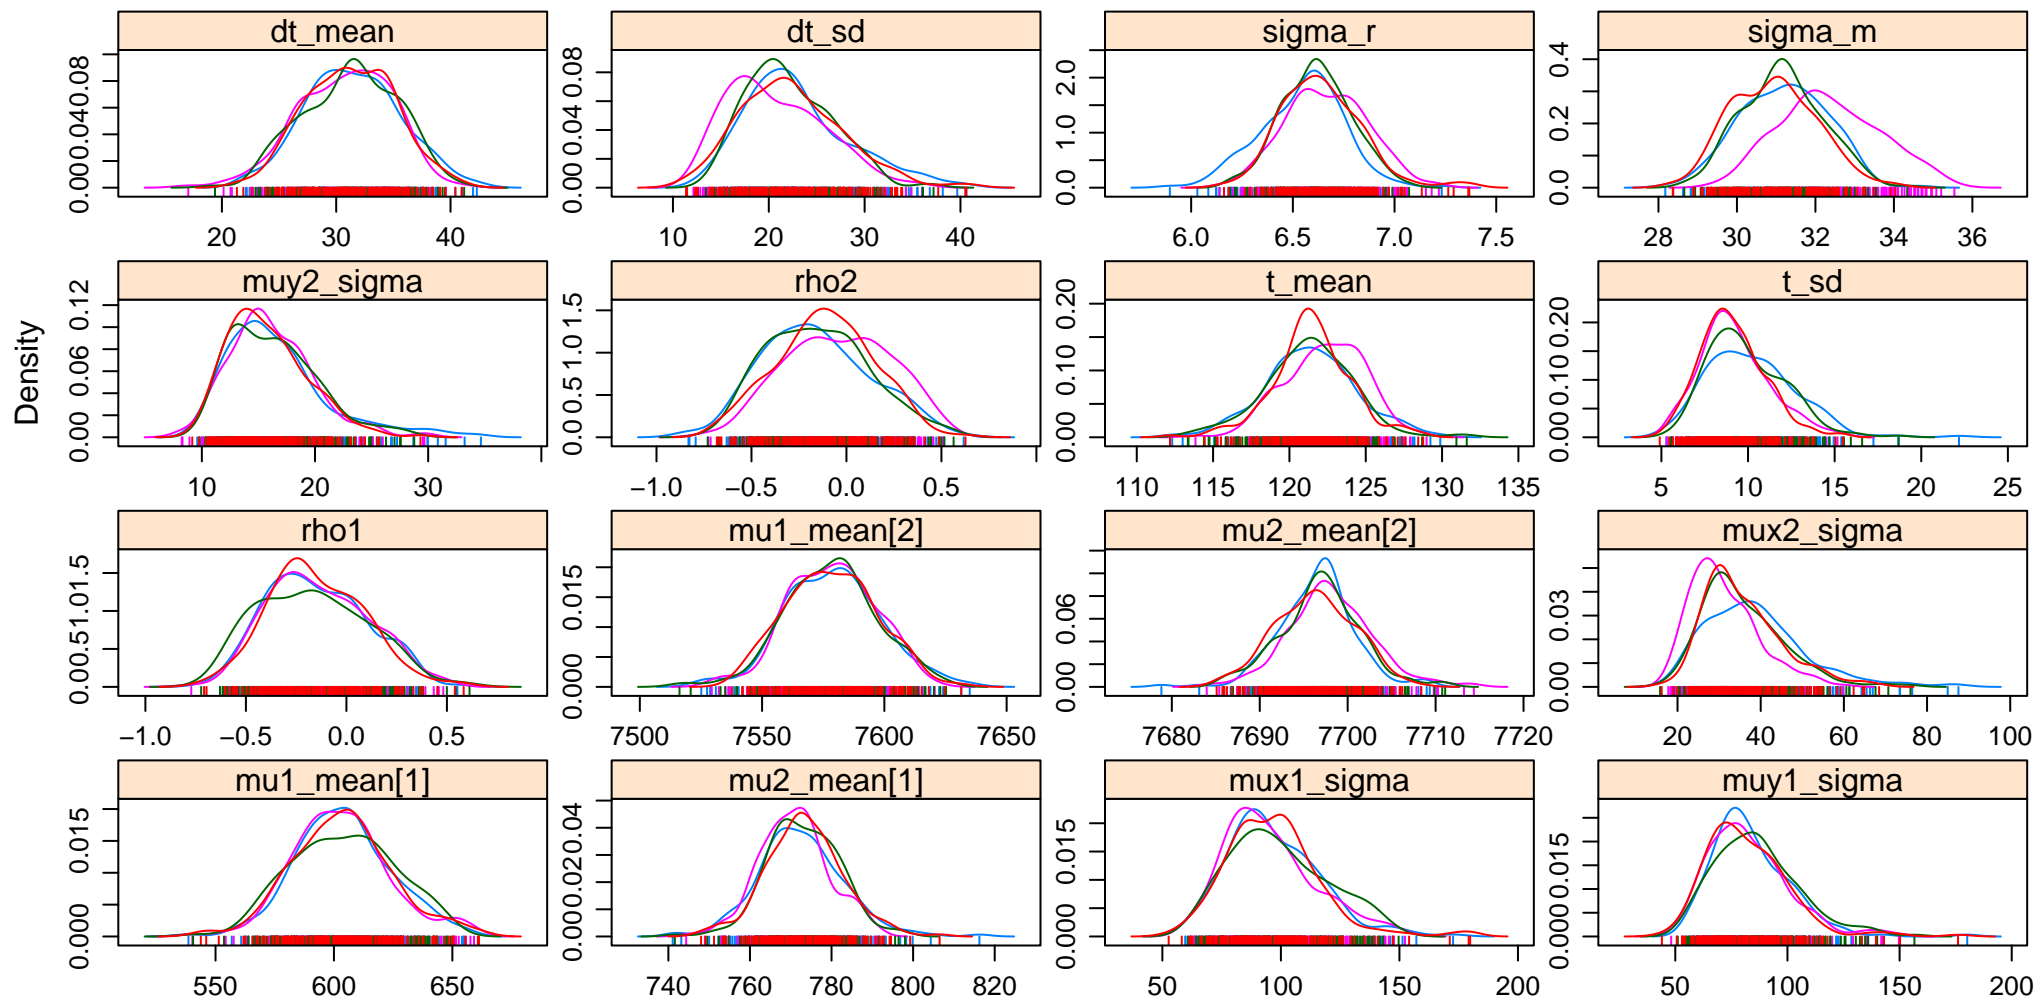 Density
dt_mean
0.00 0.04 0.08
20 30 40
dt_sd
0.00 0.04 0.08
10 20 30 40
sigma_r
0.0 1.0 2.0
6.0 6.5 7.0 7.5
sigma_m
0.0 0.2 0.4
28 30 32 34 36
muy2_sigma
0.00 0.06 0.12
10 20 30
rho2
0.0 0.5 1.0 1.5
−1.0 −0.5 0.0 0.5
t_mean
0.00 0.10 0.20
110 115 120 125 130 135
t_sd
0.00 0.10 0.20
5 10 15 20 25
rho1
0.0 0.5 1.0 1.5
−1.0 −0.5 0.0 0.5
mu1_mean[2]
0.000 0.015
7500 7550 7600 7650
mu2_mean[2]
0.00 0.06
7680 7690 7700 7710 7720
mux2_sigma
0.00 0.03
20 40 60 80 100
mu1_mean[1]
0.000 0.015
550 600 650
mu2_mean[1]
0.00 0.02 0.04
740 760 780 800 820
mux1_sigma
0.000 0.015
50 100 150 200
muy1_sigma
0.000 0.015
50 100 150 200